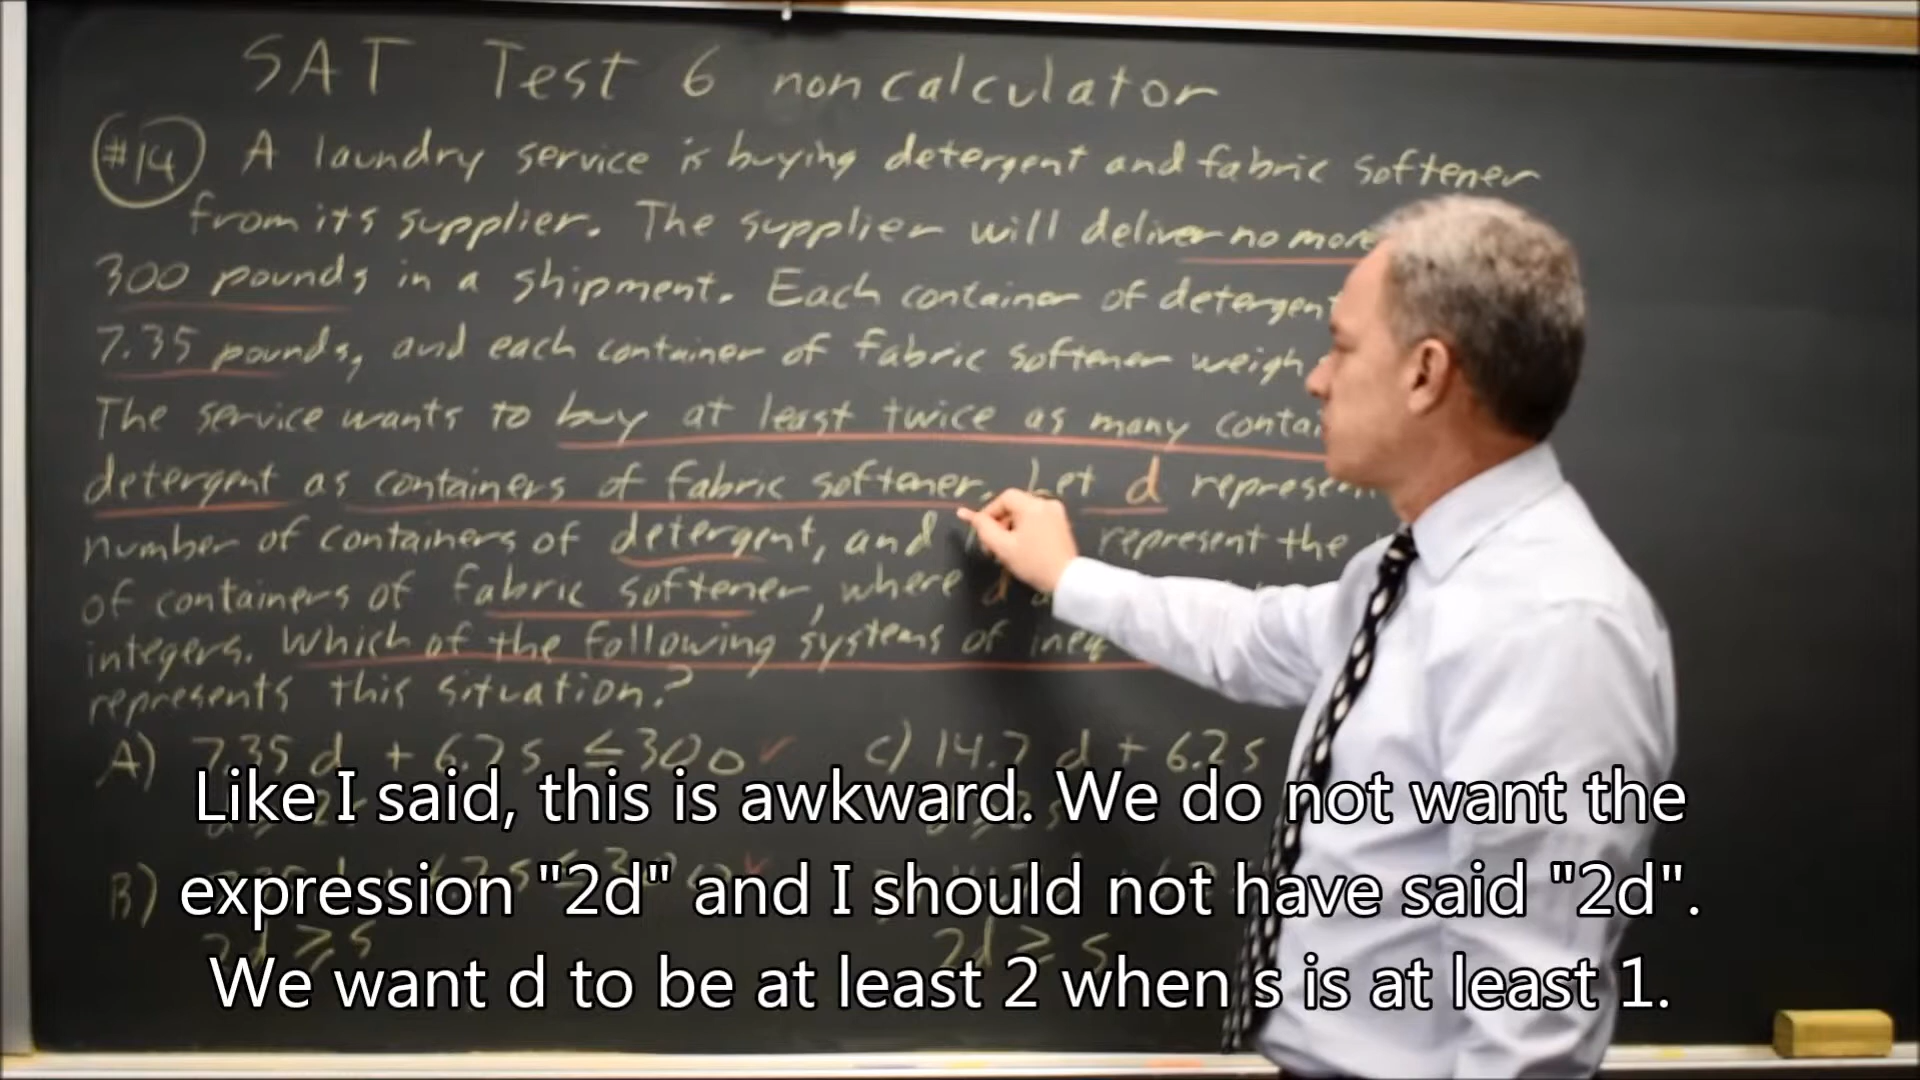 SAT Test 6 noncalculator
#14 A laundry service is buying detergent and fabric softener
from its supplier. The supplier will deliver no more
300 pounds in a shipment. Each container of detergent
7.35 pounds, and each container of fabric softener weigh
The service wants to buy at least twice as many
detergent as containers of fabric softener. Let d
number of containers of detergent, and represent the
of containers of fabric softener, where d
integers. Which of the following systems of
represents this situation?
A) 7.35d + 6.2s ≤ 300 ✓ C) 14.7d + 6.2s
Like I said, this is awkward. We do not want the
B)
expression "2d" and I should not have said "2d".
2d ≥ s 2d ≥ s
We want d to be at least 2 when s is at least 1.